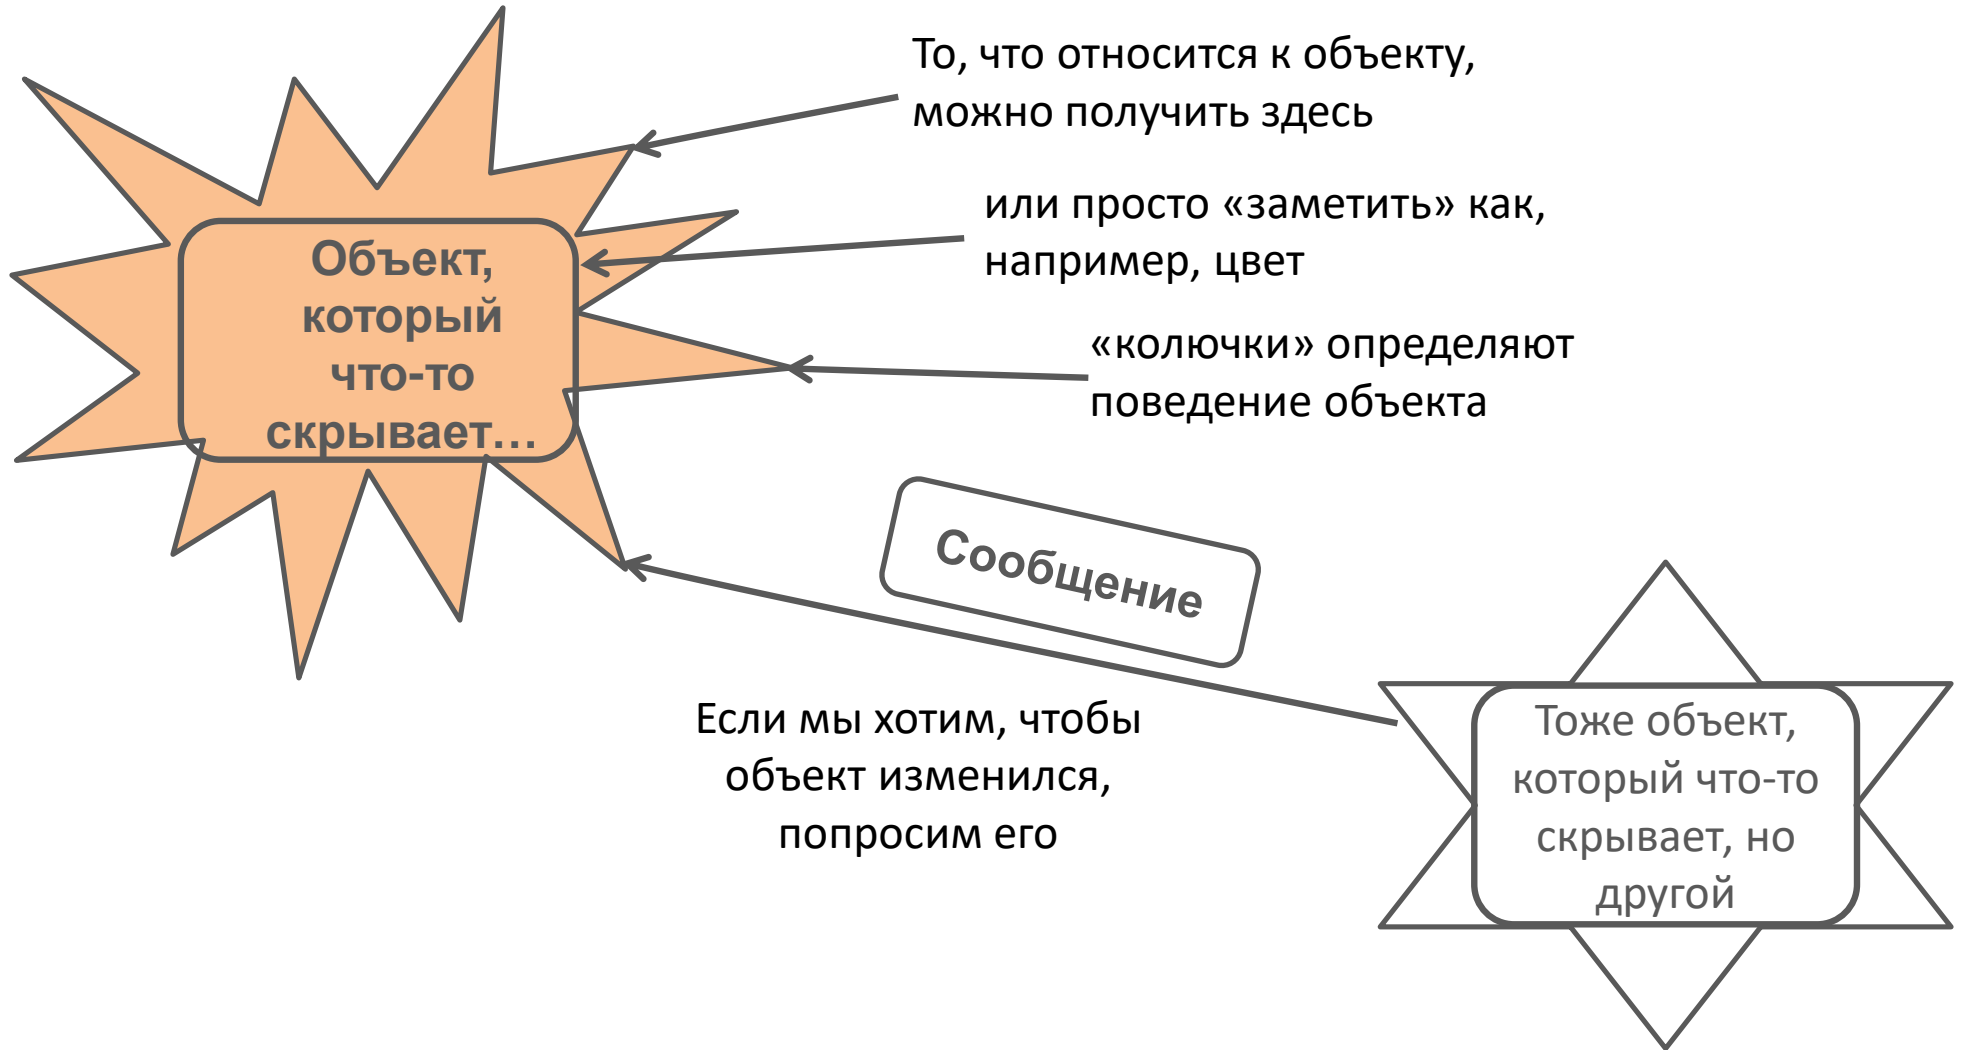 То, что относится к объекту,
можно получить здесь
или просто «заметить» как,
например, цвет
Объект,
который
что-то
скрывает...
«колючки» определяют
поведение объекта
Сообщение
Если мы хотим, чтобы
объект изменился,
попросим его
Тоже объект,
который что-то
скрывает, но
другой